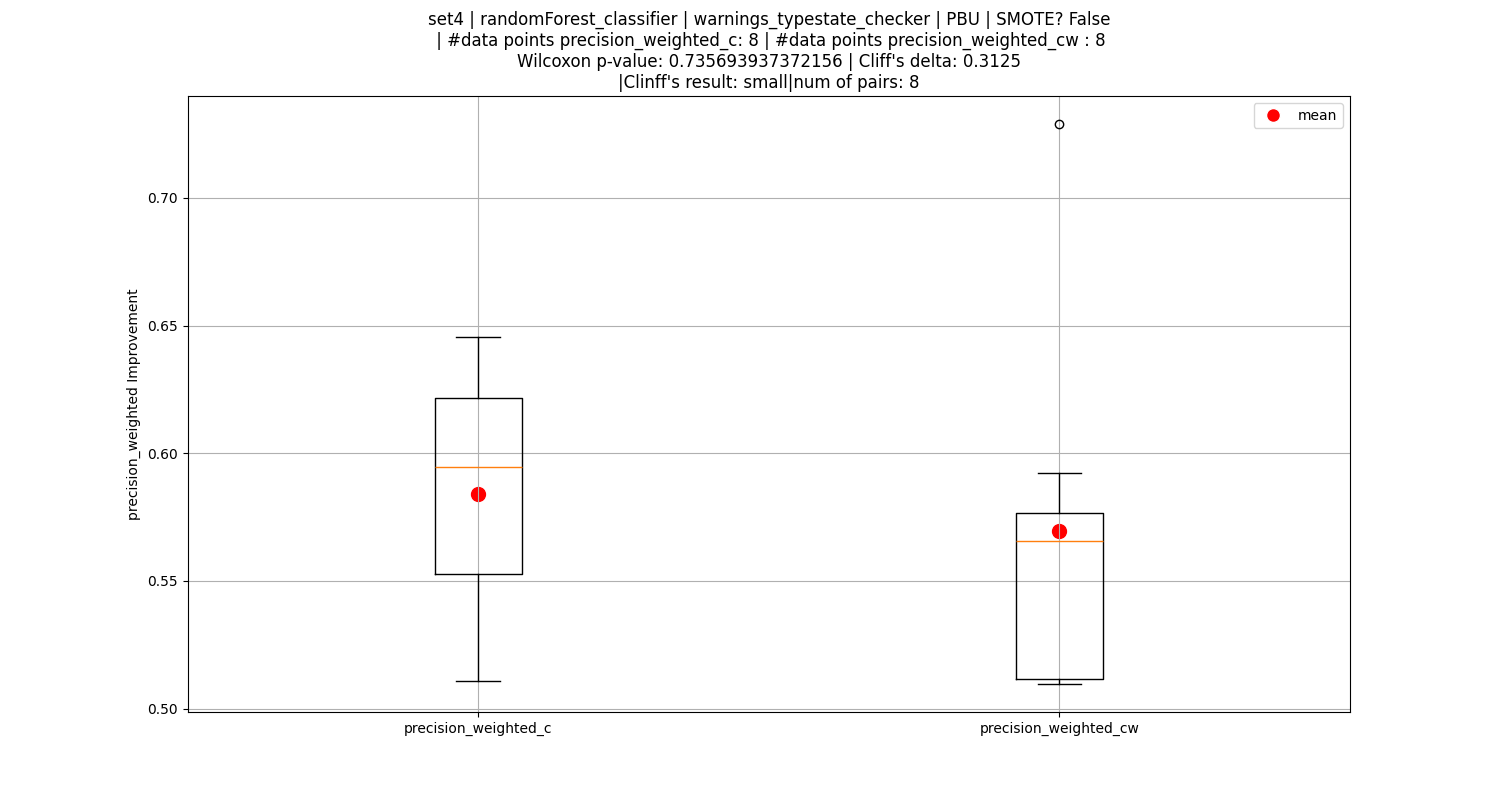 set4 | randomForest_classifier | warnings_typestate_checker | PBU | SMOTE? False
| #data points precision_weighted_c: 8 | #data points precision_weighted_cw : 8
Wilcoxon p-value: 0.735693937372156 | Cliff's delta: 0.3125
|Clinff's result: small|num of pairs: 8
mean
precision_weighted Improvement
0.70
0.65
0.60
0.55
0.50
precision_weighted_c
precision_weighted_cw